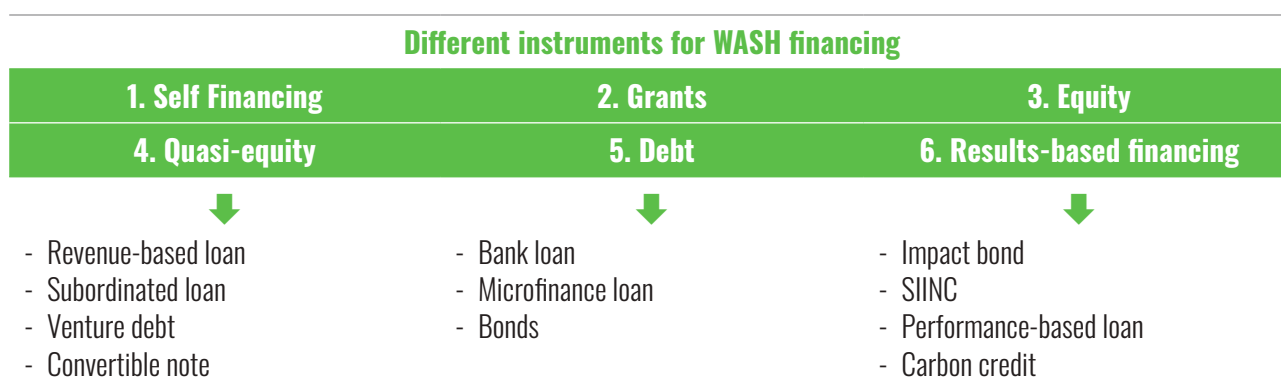 Different instruments for WASH financing
1. Self Financing
2. Grants
3. Equity
4. Quasi-equity
5. Debt
6. Results-based financing
- Revenue-based loan
- Subordinated loan
- Venture debt
- Convertible note
- Bank loan
- Microfinance loan
- Bonds
- Impact bond
- SIINC
- Performance-based loan
- Carbon credit